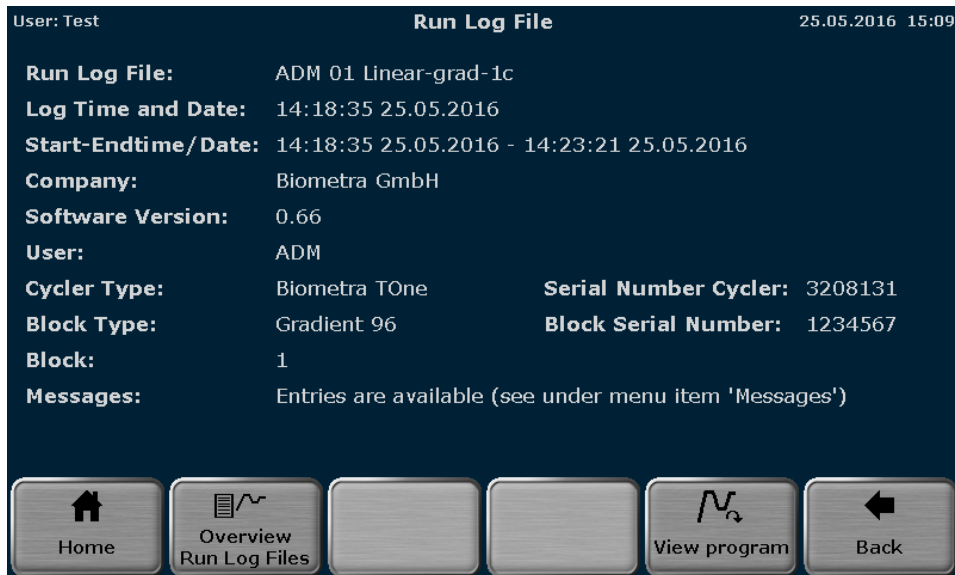 User: Test Run Log File 25.05.2016 15:09
Run Log File: ADM 01 Linear-grad-1c
Log Time and Date: 14:18:35 25.05.2016
Start-Endtime/Date: 14:18:35 25.05.2016 - 14:23:21 25.05.2016
Company: Biometra GmbH
Software Version: 0.66
User: ADM
Cycler Type: Biometra TOne Serial Number Cycler: 3208131
Block Type: Gradient 96 Block Serial Number: 1234567
Block: 1
Messages: Entries are available (see under menu item 'Messages')
Home
Overview
Run Log Files
View program
Back